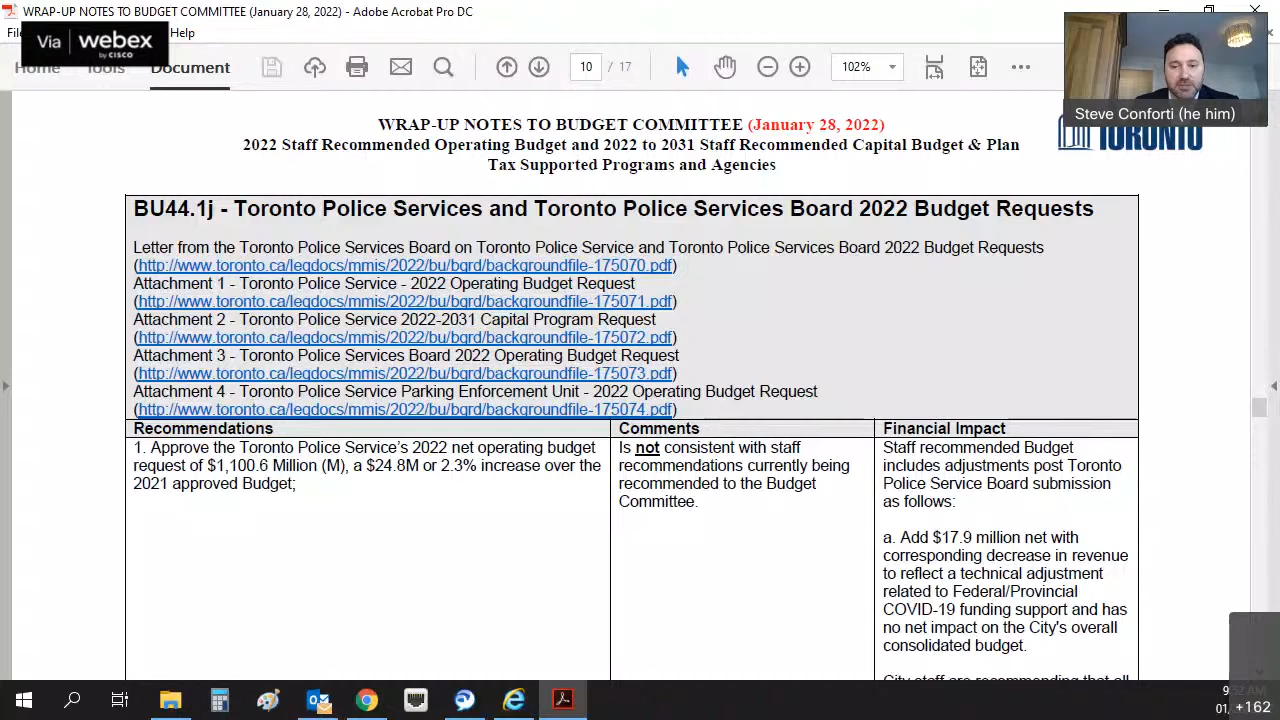 WRAP-UP NOTES TO BUDGET COMMITTEE (January 28, 2022) - Adobe Acrobat Pro DC
Help
Via webex
by CISCO
Home Tools Document
10 / 17
102%
Steve Conforti (he him)
TORONTO
WRAP-UP NOTES TO BUDGET COMMITTEE (January 28, 2022)
2022 Staff Recommended Operating Budget and 2022 to 2031 Staff Recommended Capital Budget & Plan
Tax Supported Programs and Agencies
BU44.1j - Toronto Police Services and Toronto Police Services Board 2022 Budget Requests
Letter from the Toronto Police Services Board on Toronto Police Service and Toronto Police Services Board 2022 Budget Requests
(http://www.toronto.ca/legdocs/mmis/2022/bu/bgrd/backgroundfile-175070.pdf)
Attachment 1 - Toronto Police Service - 2022 Operating Budget Request
(http://www.toronto.ca/legdocs/mmis/2022/bu/bgrd/backgroundfile-175071.pdf)
Attachment 2 - Toronto Police Service 2022-2031 Capital Program Request
(http://www.toronto.ca/legdocs/mmis/2022/bu/bgrd/backgroundfile-175072.pdf)
Attachment 3 - Toronto Police Services Board 2022 Operating Budget Request
(http://www.toronto.ca/legdocs/mmis/2022/bu/bgrd/backgroundfile-175073.pdf)
Attachment 4 - Toronto Police Service Parking Enforcement Unit - 2022 Operating Budget Request
(http://www.toronto.ca/legdocs/mmis/2022/bu/bgrd/backgroundfile-175074.pdf)
Recommendations
1. Approve the Toronto Police Service's 2022 net operating budget
request of $1,100.6 Million (M), a $24.8M or 2.3% increase over the
2021 approved Budget;
Comments
Is not consistent with staff
recommendations currently being
recommended to the Budget
Committee.
Financial Impact
Staff recommended Budget
includes adjustments post Toronto
Police Service Board submission
as follows:
a. Add $17.9 million net with
corresponding decrease in revenue
to reflect a technical adjustment
related to Federal/Provincial
COVID-19 funding support and has
no net impact on the City's overall
consolidated budget.
City staff are recommending that all
+162